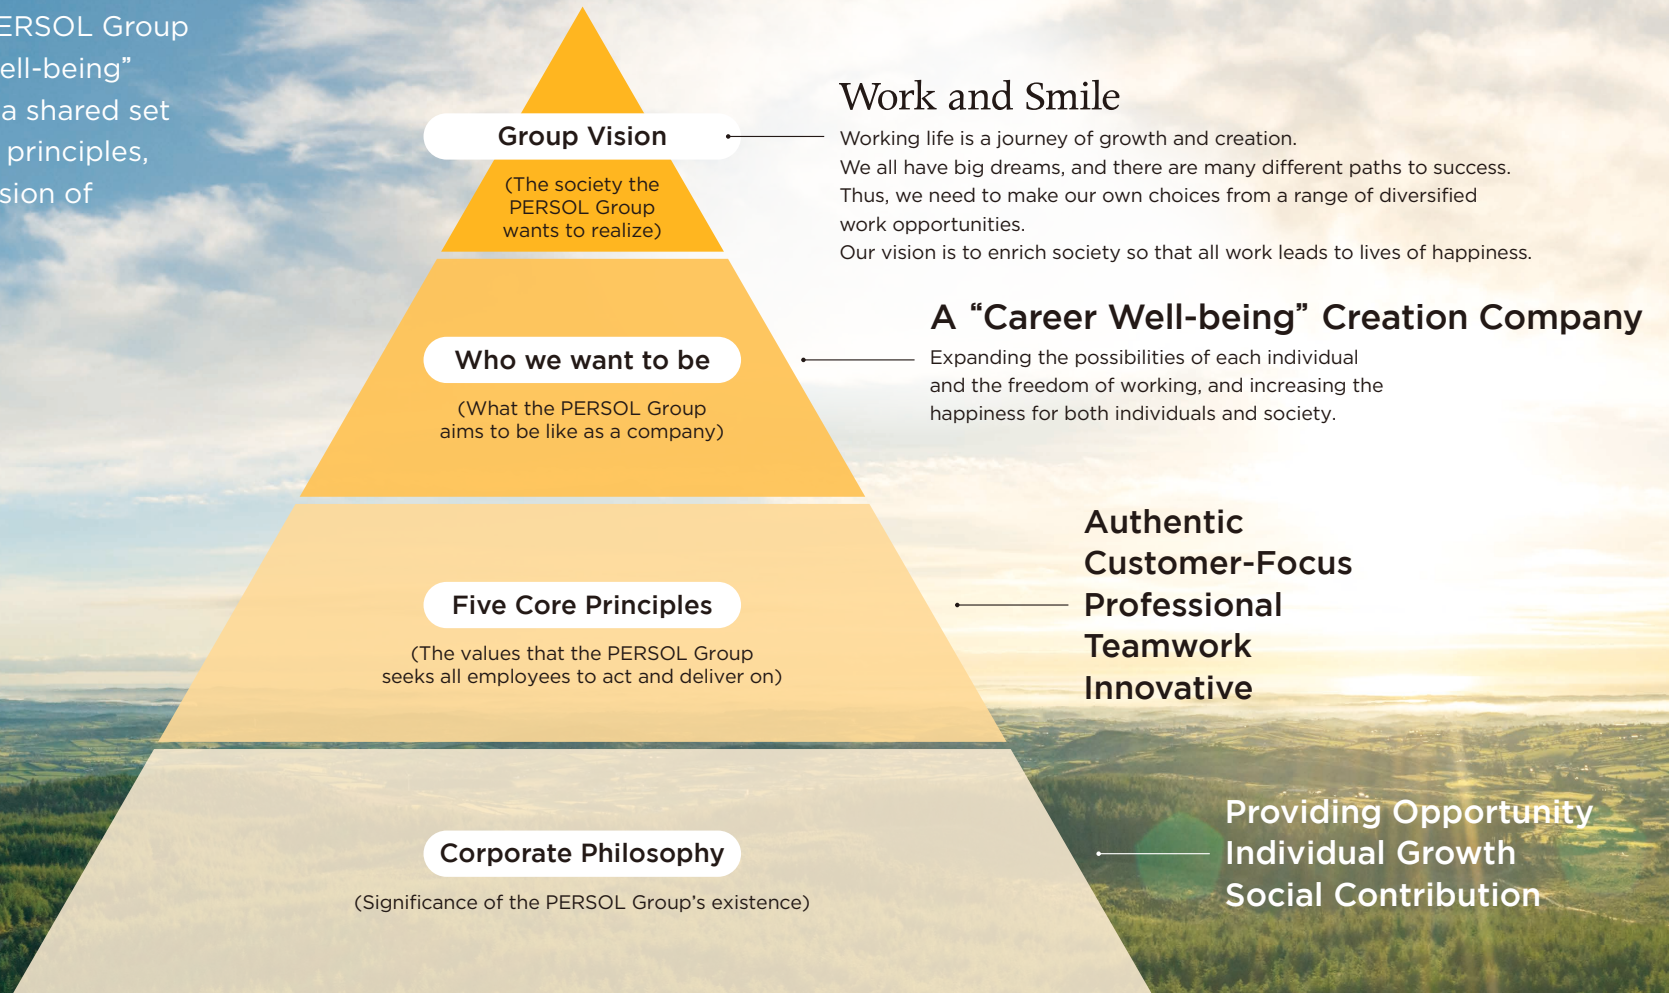 PERSOL Group
ell-being”
a shared set
principles,
sion of
Group Vision
(The society the
PERSOL Group
wants to realize)
Work and Smile
Working life is a journey of growth and creation.
We all have big dreams, and there are many different paths to success.
Thus, we need to make our own choices from a range of diversified
work opportunities.
Our vision is to enrich society so that all work leads to lives of happiness.
Who we want to be
(What the PERSOL Group
aims to be like as a company)
A “Career Well-being” Creation Company
Expanding the possibilities of each individual
and the freedom of working, and increasing the
happiness for both individuals and society.
Five Core Principles
(The values that the PERSOL Group
seeks all employees to act and deliver on)
Authentic
Customer-Focus
Professional
Teamwork
Innovative
Corporate Philosophy
(Significance of the PERSOL Group’s existence)
Providing Opportunity
Individual Growth
Social Contribution